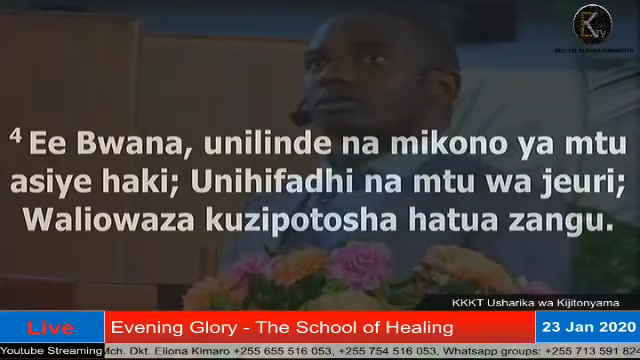 ⁴ Ee Bwana, unilinde na mikono ya mtu
asiye haki; Unihifadhi na mtu wa jeuri;
Waliowaza kuzipotosha hatua zangu.
KKKT Usharika wa Kijitonyama
Live
Evening Glory - The School of Healing
23 Jan 2020
Youtube Streaming
Mch. Dkt. Eliona Kimaro +255 655 516 053, +255 754 516 053, Whatsapp groups: +255 713 591 82